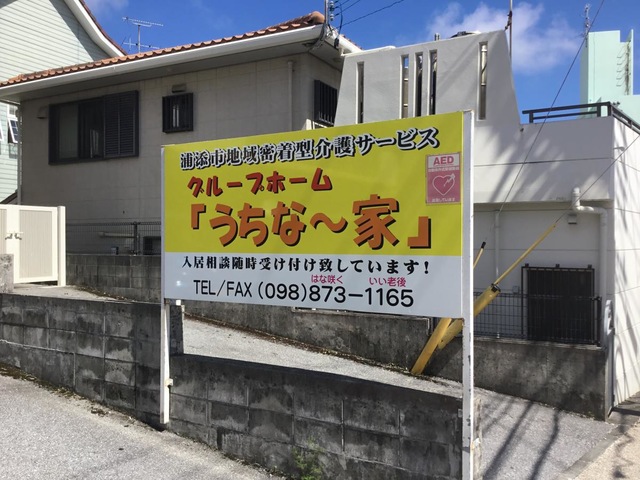 浦添市地域密着型介護サービス
グループホーム
「うちな～家」
AED
入居相談随時受け付け致しています!
はな咲く いい老後
TEL/FAX (098)873-1165